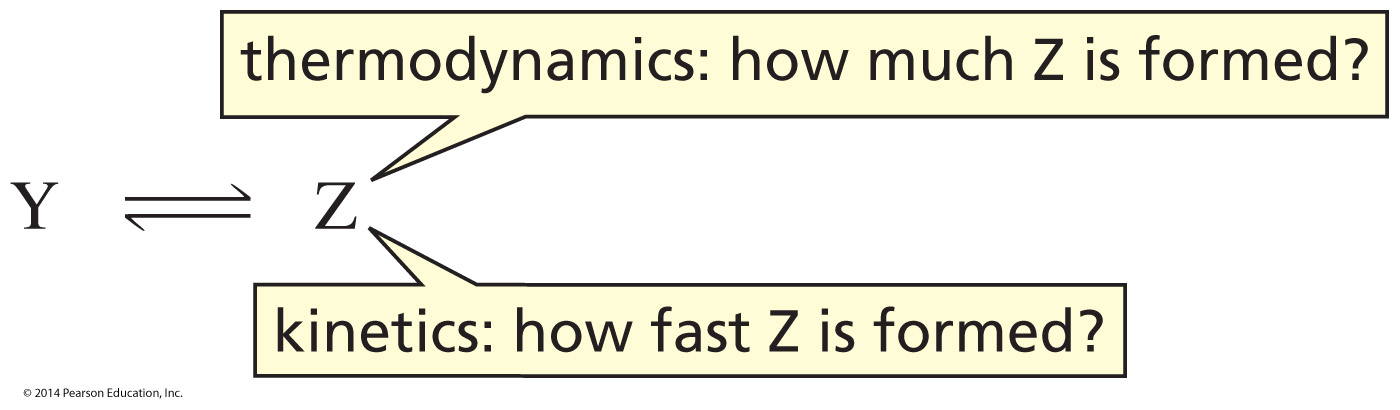 thermodynamics: how much Z is formed?
Y ⇌ Z
kinetics: how fast Z is formed?
© 2014 Pearson Education, Inc.